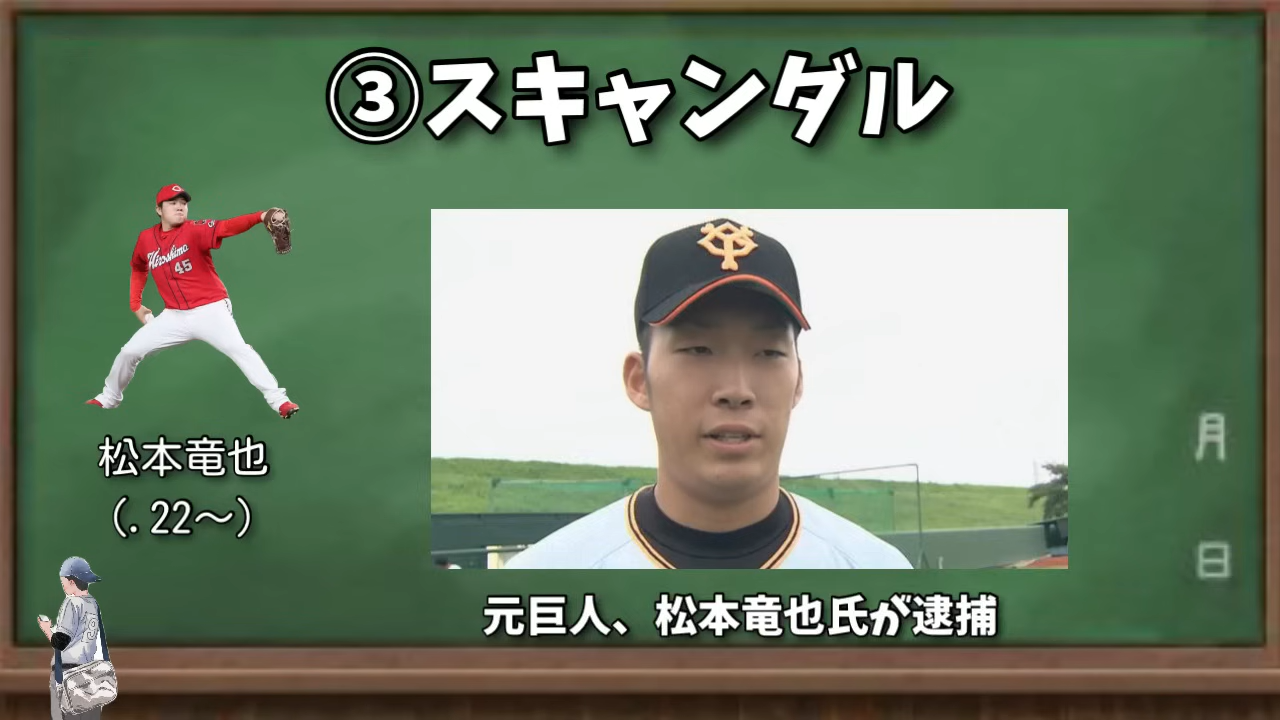 ③スキャンダル
Hiroshima
45
松本竜也
（. 22～）
元巨人、松本竜也氏が逮捕
月
日